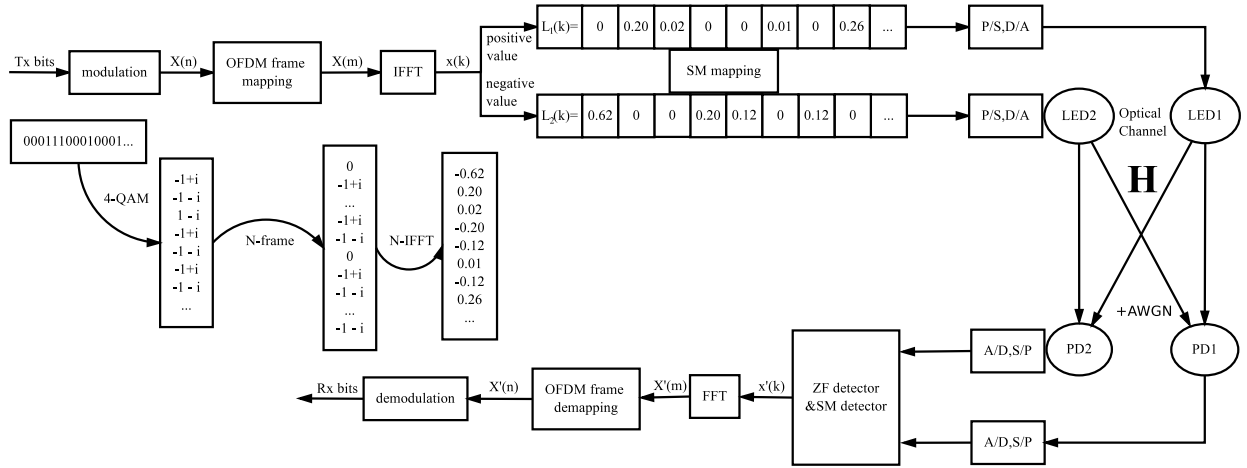 L₁(k)= 0 0.20 0.02 0 0 0.01 0 0.26 ...
P/S,D/A
positive
value
Tx bits
modulation
X(n)
OFDM frame
mapping
X(m)
IFFT
x(k)
SM mapping
negative
value
L₂(k)= 0.62 0 0 0.20 0.12 0 0.12 0 ...
P/S,D/A
LED2
Optical
Channel
LED1
H
00011100010001...
4-QAM
-1+i
-1 - i
1 - i
-1+i
-1 - i
-1+i
-1 - i
...
N-frame
0
-1+i
...
-1+i
-1 - i
0
-1+i
-1 - i
...
-1 - i
N-IFFT
-0.62
0.20
0.02
-0.20
-0.12
0.01
-0.12
0.26
...
+AWGN
PD2
PD1
A/D,S/P
ZF detector
&SM detector
x'(k)
FFT
X'(m)
OFDM frame
demapping
X'(n)
demodulation
Rx bits
A/D,S/P